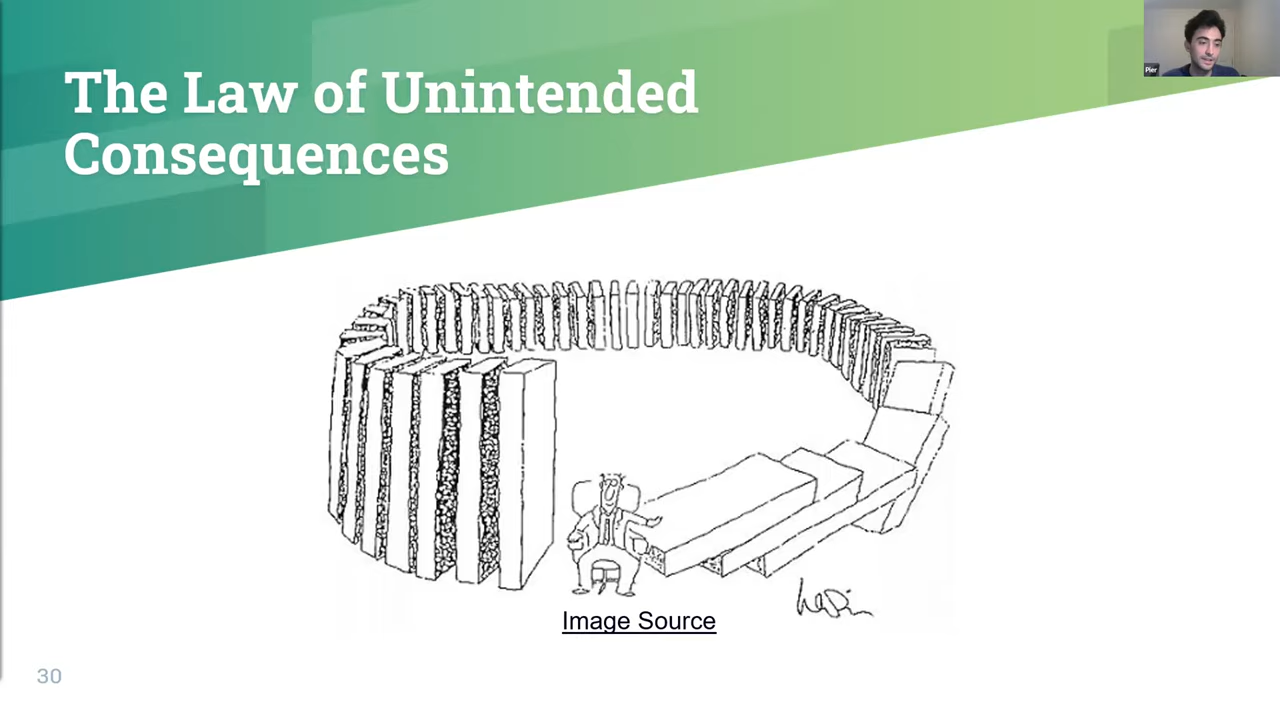 The Law of Unintended
Consequences
Pier
Image Source
30